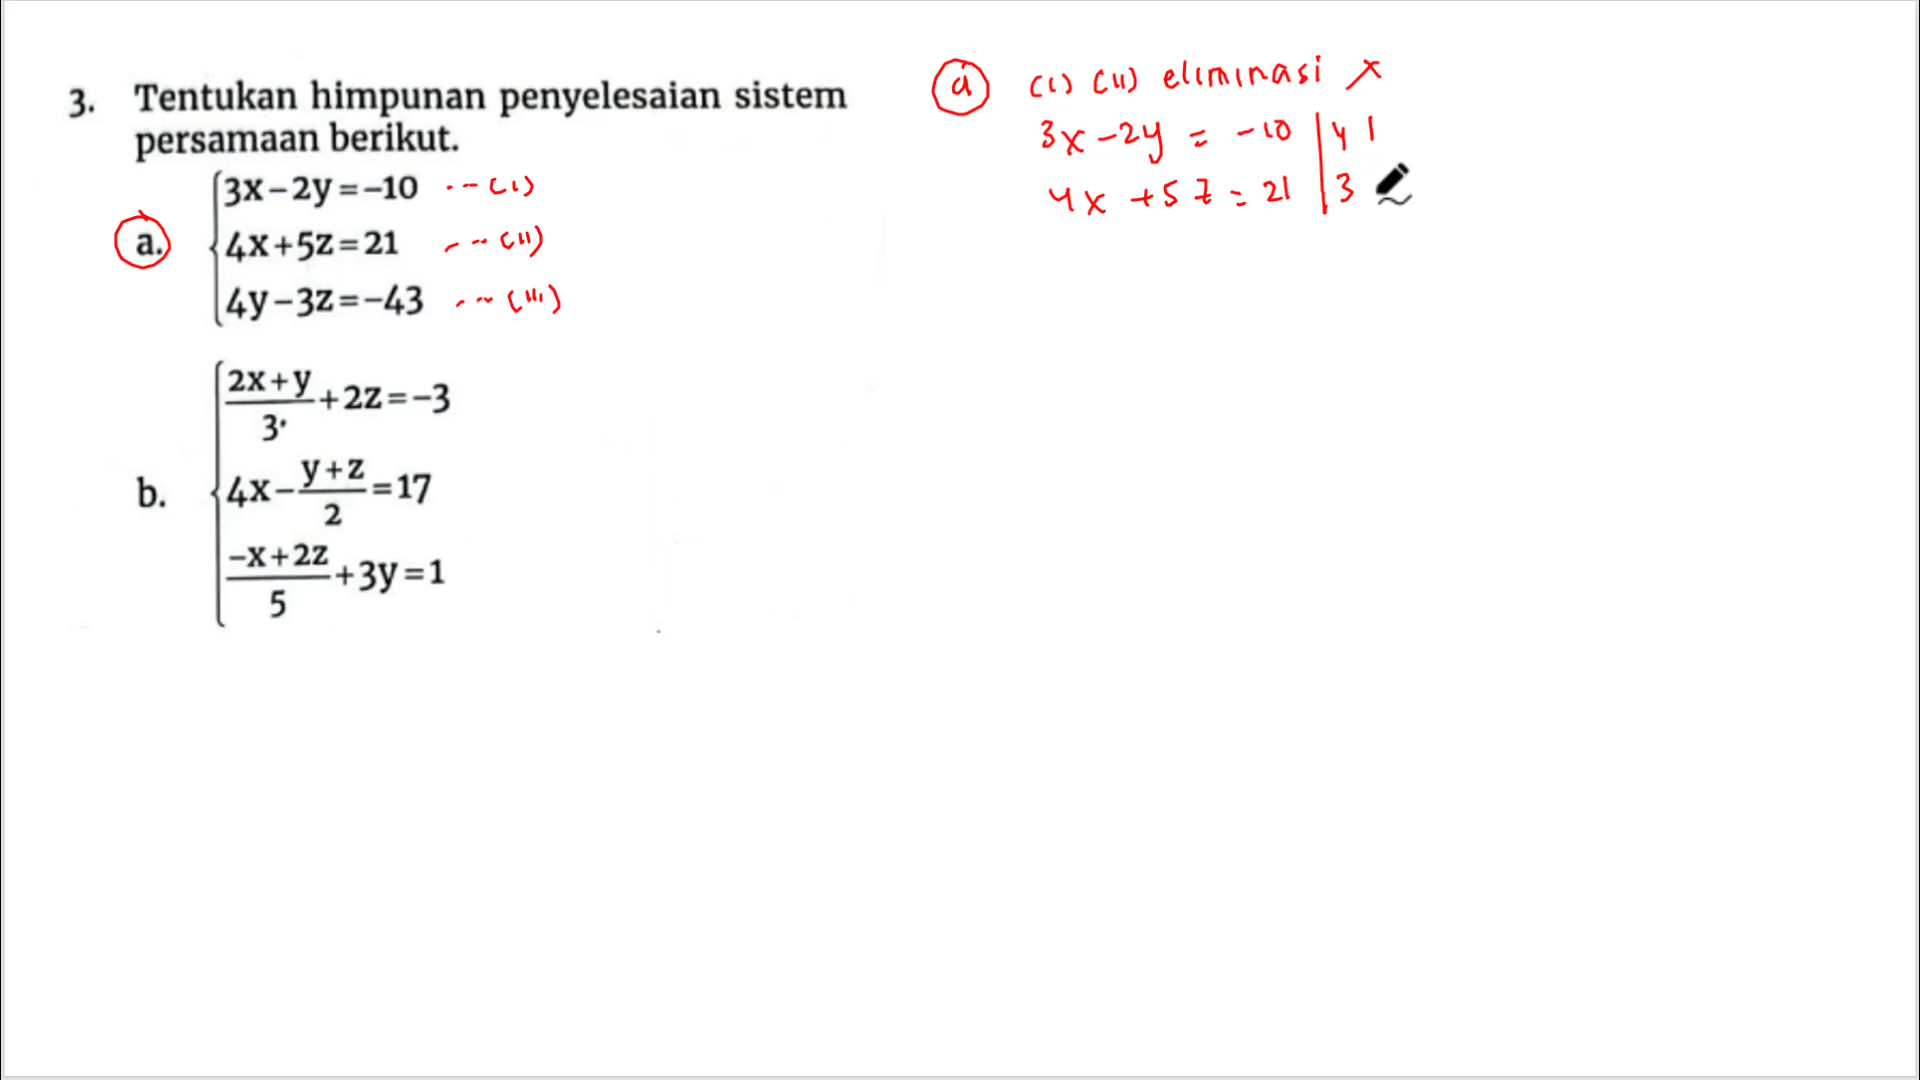 3. Tentukan himpunan penyelesaian sistem
persamaan berikut.
a.
3x-2y=-10 ... (i)
4x+5z=21 ... (ii)
4y-3z=-43 ... (iii)
b.
(2x+y)/3 +2z=-3
4x-(y+z)/2=17
(-x+2z)/5 +3y=1
a (i) (ii) eliminasi x
3x-2y = -10 | 4 |
4x +5z = 21 | 3